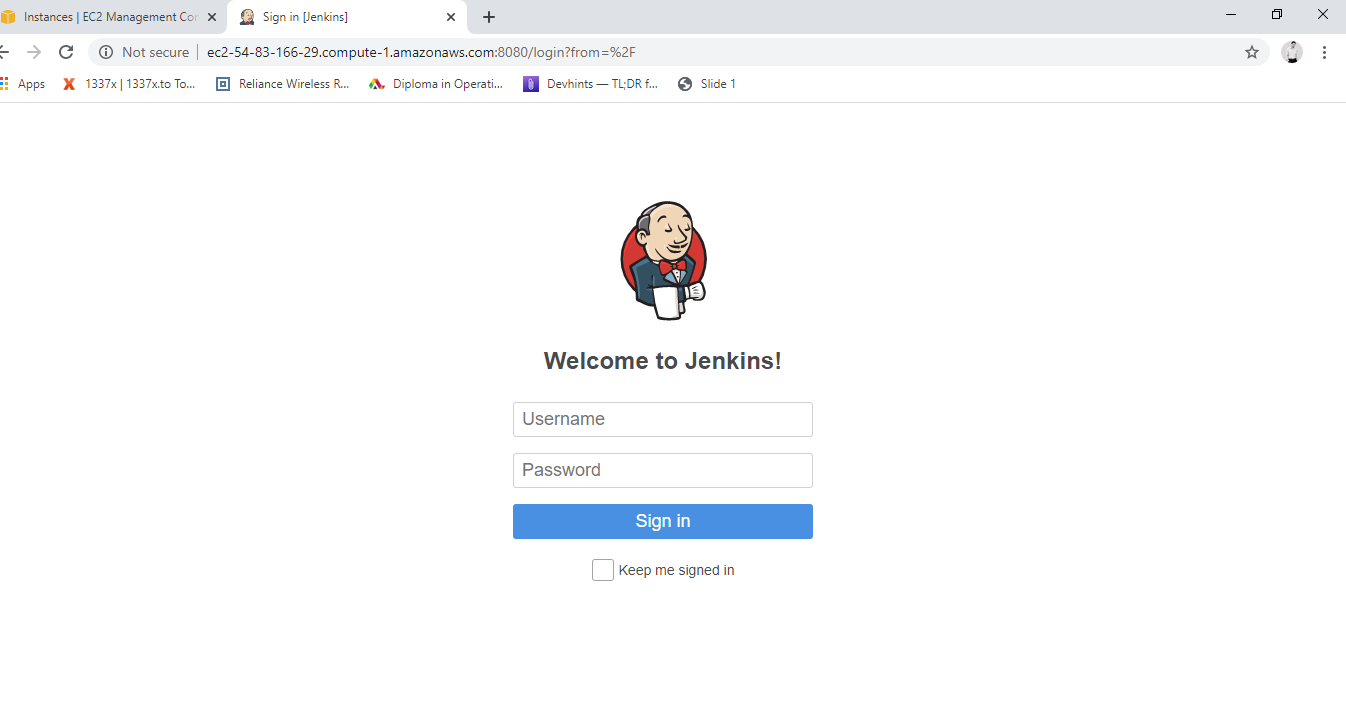 Instances | EC2 Management Cor
Sign in [Jenkins]
Not secure | ec2-54-83-166-29.compute-1.amazonaws.com:8080/login?from=%2F
Apps
1337x | 1337x.to To...
Reliance Wireless R...
Diploma in Operati...
Devhints — TL;DR f...
Slide 1
Welcome to Jenkins!
Username
Password
Sign in
Keep me signed in